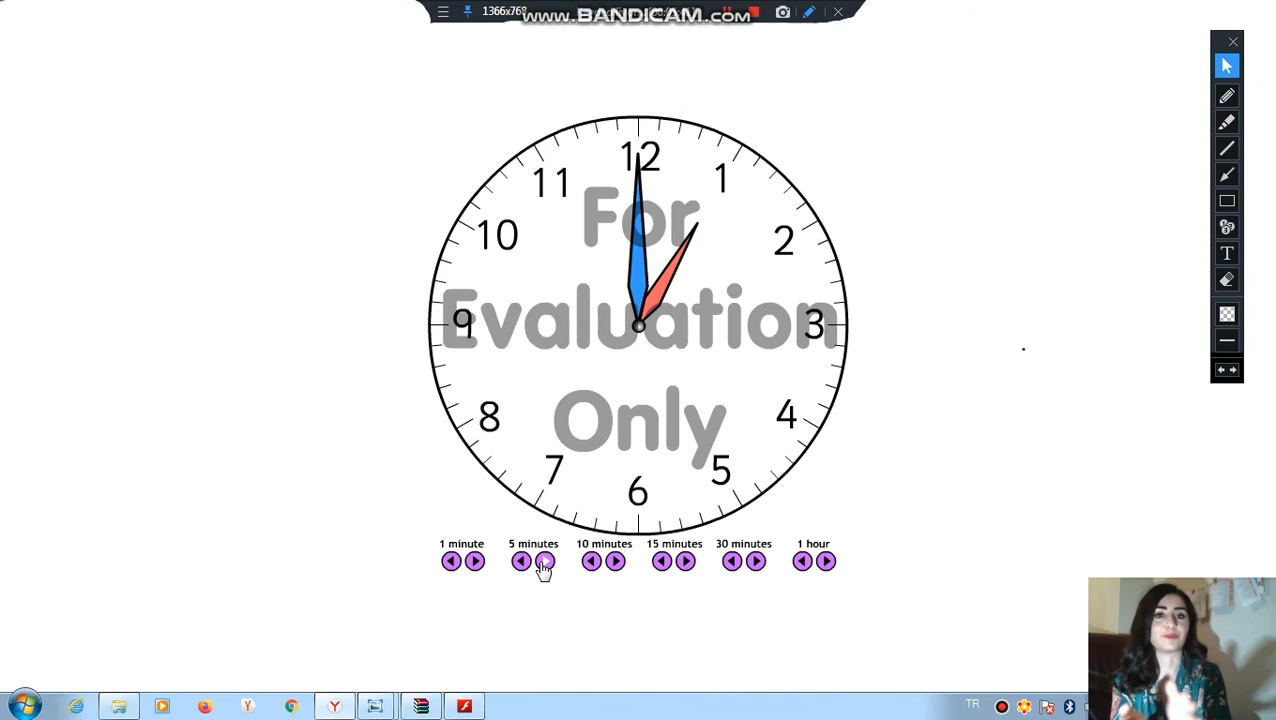 1366x768
www.BANDICAM.com
12
11
1
10
2
9
3
8
4
7
5
6
For
Evaluation
Only
1 minute 5 minutes 10 minutes 15 minutes 30 minutes 1 hour
TR